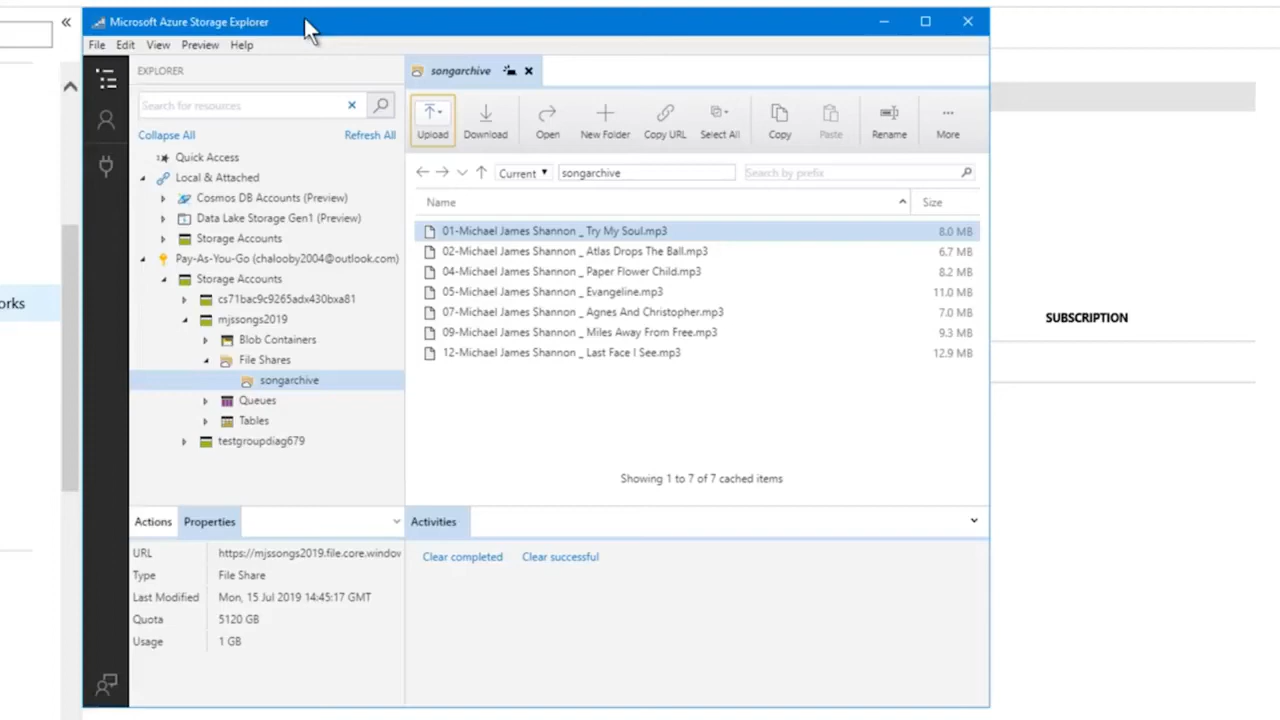 Microsoft Azure Storage Explorer
File Edit View Preview Help
EXPLORER
Search for resources
Collapse All Refresh All
Quick Access
Local & Attached
Cosmos DB Accounts (Preview)
Data Lake Storage Gen1 (Preview)
Storage Accounts
Pay-As-You-Go (chalooby2004@outlook.com)
Storage Accounts
cs71bac9c9265adx430bxa81
mjssongs2019
Blob Containers
File Shares
songarchive
Queues
Tables
testgroupdiag679
songarchive
Upload Download Open New Folder Copy URL Select All Copy Paste Rename More
Current songarchive Search by prefix
Name Size
01-Michael James Shannon _ Try My Soul.mp3 8.0 MB
02-Michael James Shannon _ Atlas Drops The Ball.mp3 6.7 MB
04-Michael James Shannon _ Paper Flower Child.mp3 8.2 MB
05-Michael James Shannon _ Evangeline.mp3 11.0 MB
07-Michael James Shannon _ Agnes And Christopher.mp3 7.0 MB
09-Michael James Shannon _ Miles Away From Free.mp3 9.3 MB
12-Michael James Shannon _ Last Face I See.mp3 12.9 MB
Showing 1 to 7 of 7 cached items
Actions Properties
URL https://mjssongs2019.file.core.window
Type File Share
Last Modified Mon, 15 Jul 2019 14:45:17 GMT
Quota 5120 GB
Usage 1 GB
Activities
Clear completed Clear successful
orks
SUBSCRIPTION